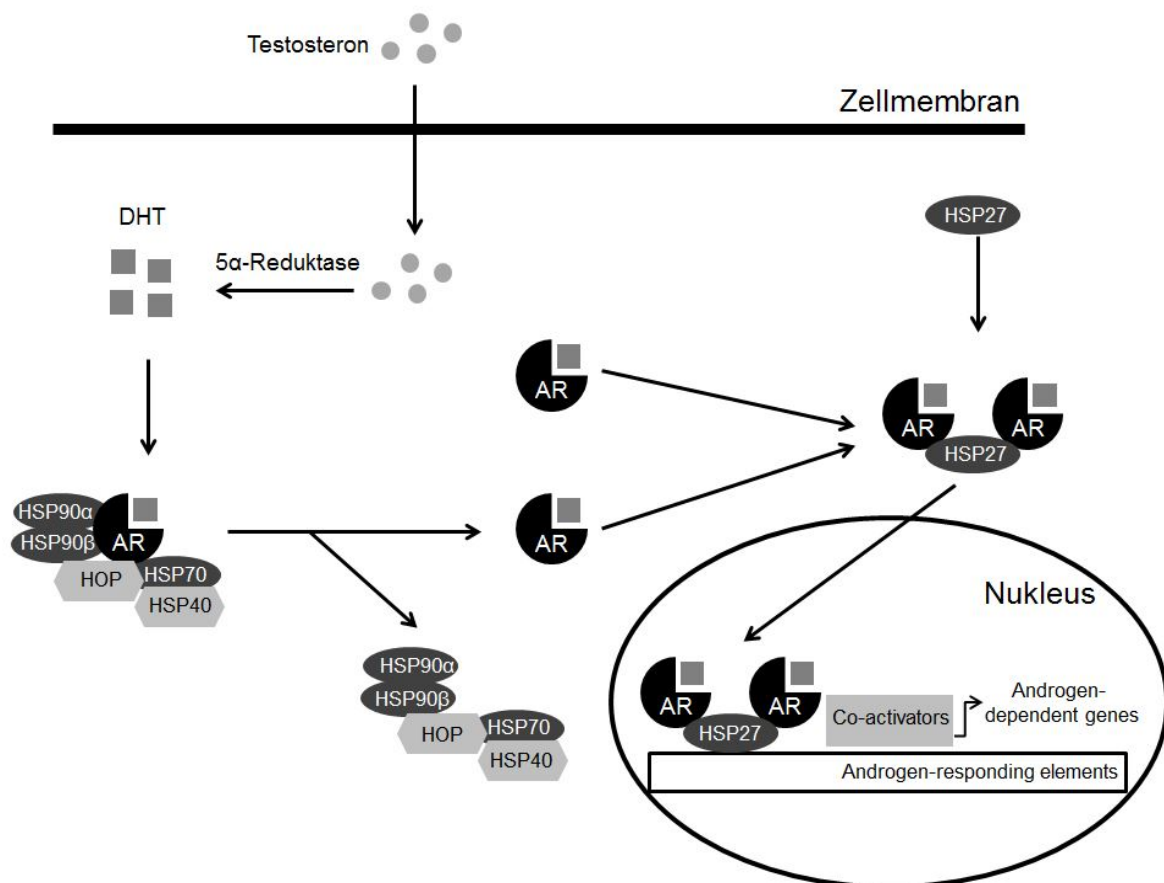 Testosteron
Zellmembran
HSP27
DHT
5α-Reduktase
AR
AR
AR
HSP27
HSP90α
HSP90β
AR
HOP
HSP70
HSP40
AR
Nukleus
HSP90α
HSP90β
HOP
HSP70
HSP40
AR
AR
HSP27
Co-activators
Androgen-
dependent genes
Androgen-responding elements